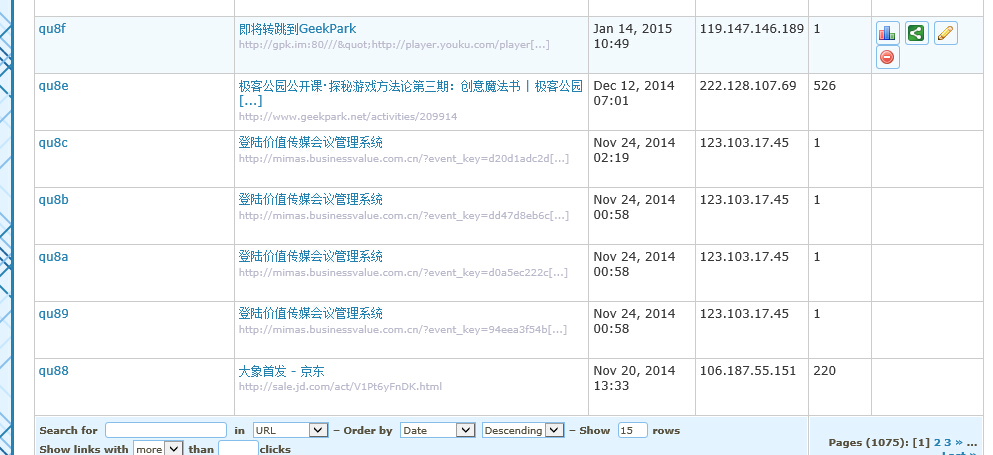 qu8f
即将转跳到GeekPark
http://gpk.im:80///&quot;http://player.youku.com/player[...]
Jan 14, 2015
10:49
119.147.146.189
1
qu8e
极客公园公开课·探秘游戏方法论第三期：创意魔法书 | 极客公园
[...]
http://www.geekpark.net/activities/209914
Dec 12, 2014
07:01
222.128.107.69
526
qu8c
登陆价值传媒会议管理系统
http://mimas.businessvalue.com.cn/?event_key=d20d1adc2d[...]
Nov 24, 2014
02:19
123.103.17.45
1
qu8b
登陆价值传媒会议管理系统
http://mimas.businessvalue.com.cn/?event_key=dd47d8eb6c[...]
Nov 24, 2014
00:58
123.103.17.45
1
qu8a
登陆价值传媒会议管理系统
http://mimas.businessvalue.com.cn/?event_key=d0a5ec222c[...]
Nov 24, 2014
00:58
123.103.17.45
1
qu89
登陆价值传媒会议管理系统
http://mimas.businessvalue.com.cn/?event_key=94eea3f54b[...]
Nov 24, 2014
00:58
123.103.17.45
1
qu88
大象首发 - 京东
http://sale.jd.com/act/V1Pt6yFnDK.html
Nov 20, 2014
13:33
106.187.55.151
220
Search for in URL – Order by Date Descending – Show 15 rows
Show links with more than clicks
Pages (1075): [1] 2 3 » ...
Last »